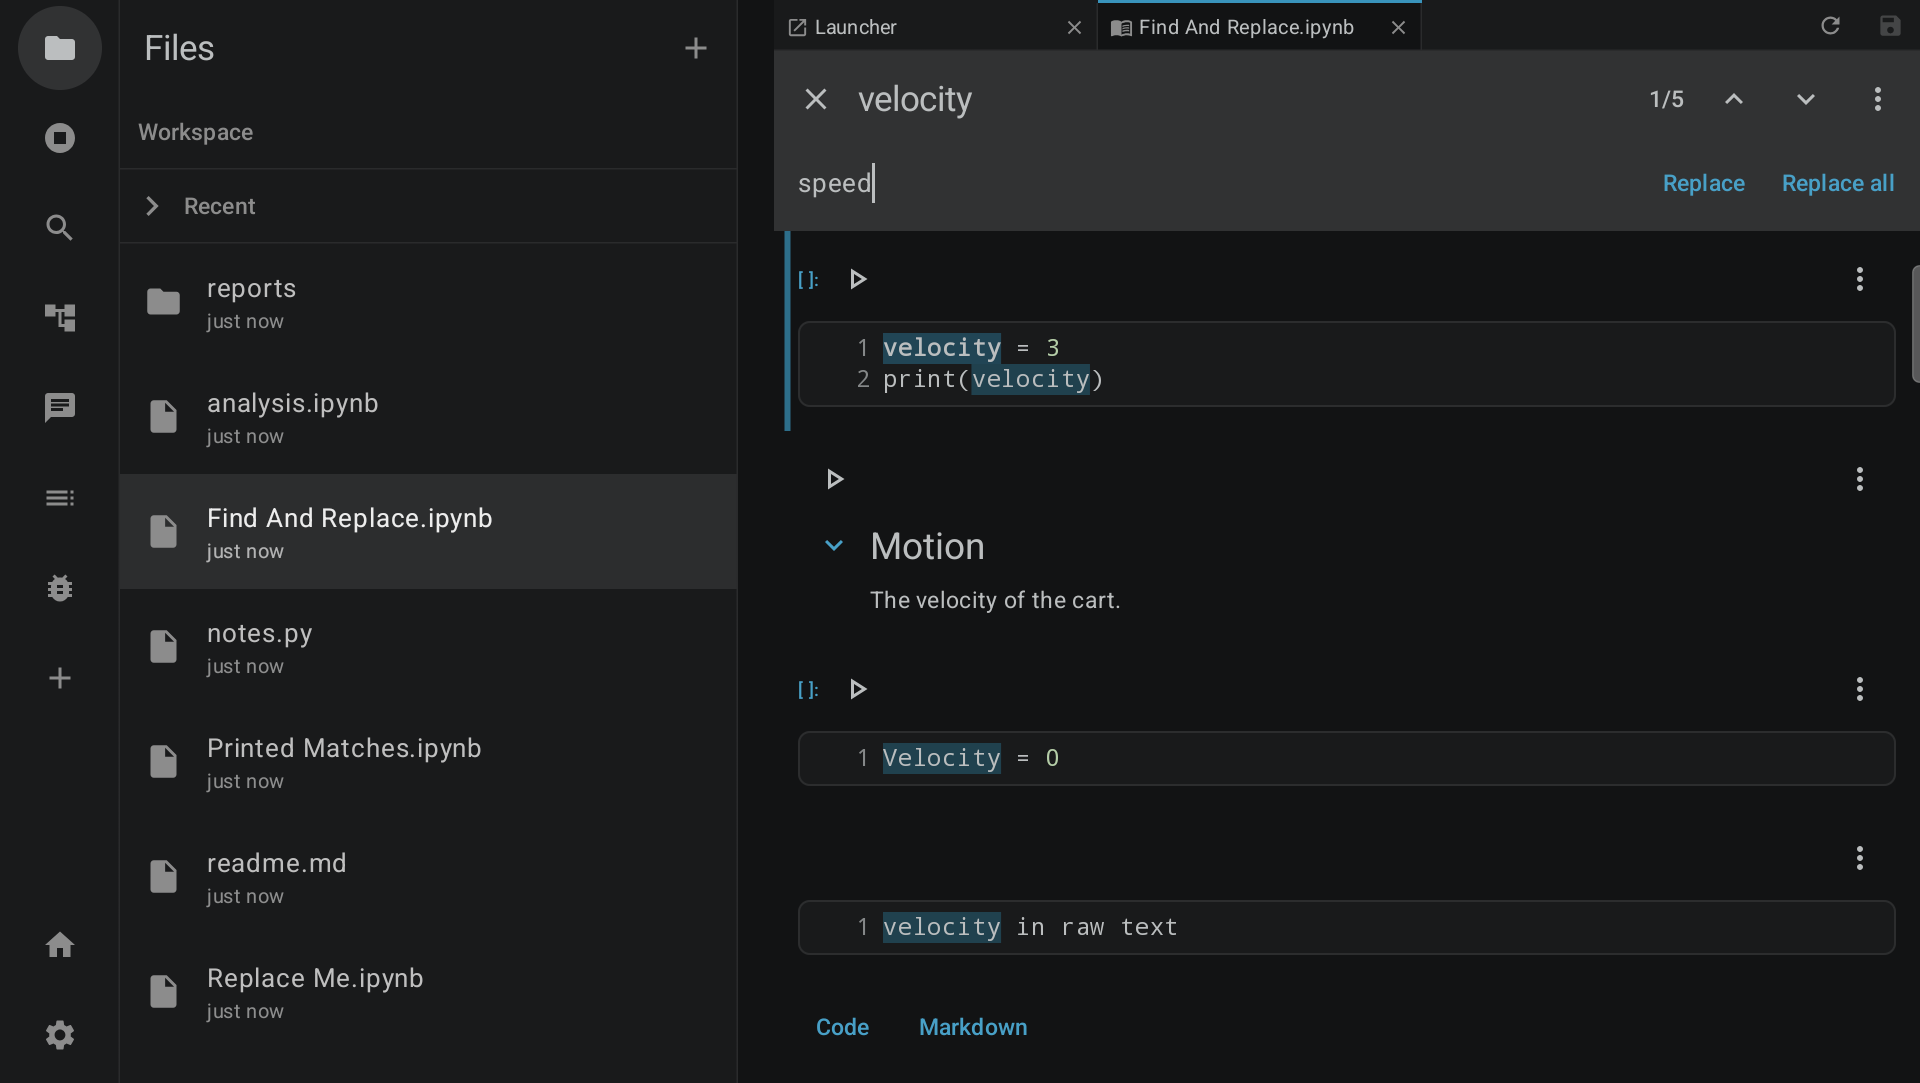 Files
Workspace
Recent
reports
just now
analysis.ipynb
just now
Find And Replace.ipynb
just now
notes.py
just now
Printed Matches.ipynb
just now
readme.md
just now
Replace Me.ipynb
just now
Launcher
Find And Replace.ipynb
velocity
1/5
speed
Replace
Replace all
[ ]:
1 velocity = 3
2 print(velocity)
Motion
The velocity of the cart.
[ ]:
1 Velocity = 0
1 velocity in raw text
Code
Markdown